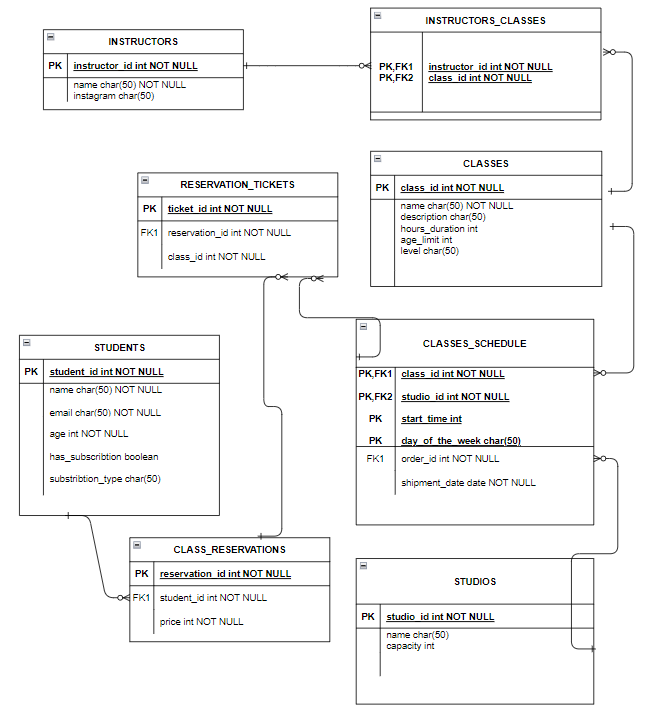 INSTRUCTORS
PK instructor_id int NOT NULL
name char(50) NOT NULL
instagram char(50)
INSTRUCTORS_CLASSES
PK,FK1 instructor_id int NOT NULL
PK,FK2 class_id int NOT NULL
CLASSES
PK class_id int NOT NULL
name char(50) NOT NULL
description char(50)
hours_duration int
age_limit int
level char(50)
RESERVATION_TICKETS
PK ticket_id int NOT NULL
FK1 reservation_id int NOT NULL
class_id int NOT NULL
STUDENTS
PK student_id int NOT NULL
name char(50) NOT NULL
email char(50) NOT NULL
age int NOT NULL
has_subscribtion boolean
substribtion_type char(50)
CLASSES_SCHEDULE
PK,FK1 class_id int NOT NULL
PK,FK2 studio_id int NOT NULL
PK start_time int
PK day_of_the_week char(50)
FK1 order_id int NOT NULL
shipment_date date NOT NULL
CLASS_RESERVATIONS
PK reservation_id int NOT NULL
FK1 student_id int NOT NULL
price int NOT NULL
STUDIOS
PK studio_id int NOT NULL
name char(50)
capacity int